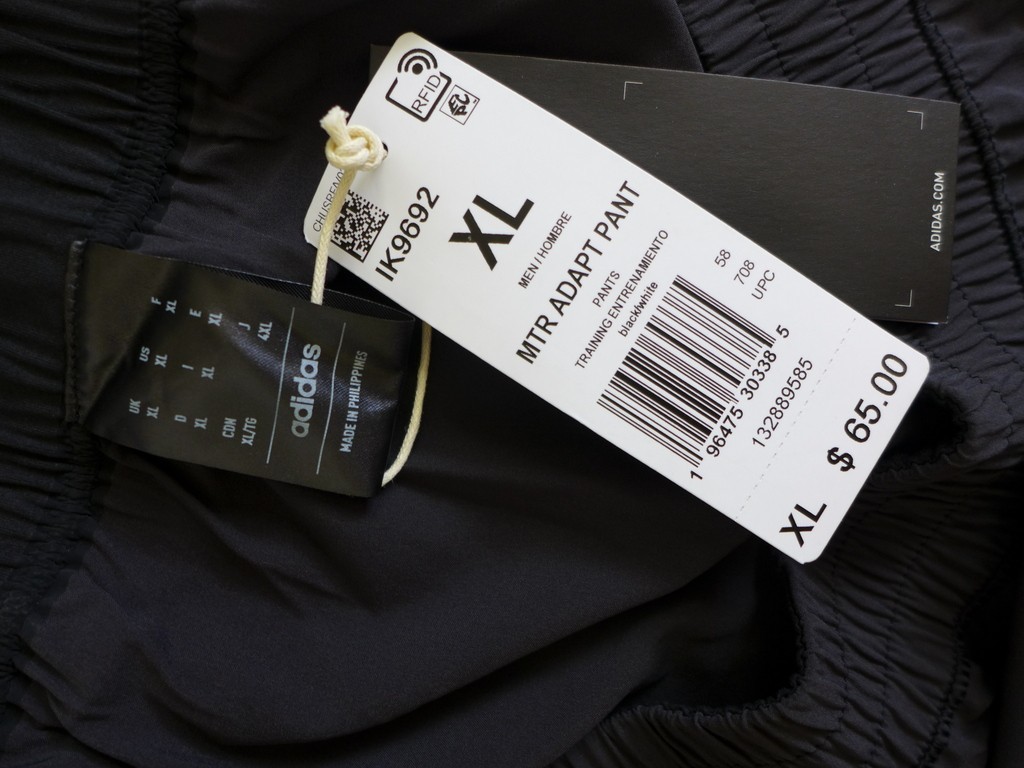 RFID
IK9692
XL
MEN / HOMBRE
MTR ADAPT PANT
PANTS
TRAINING ENTRENAMIENTO
black/white
58
708
UPC
1 96475 30338 5
132889585
$ 65.00
XL
ADIDAS.COM
UK US F
XL XL XL
D I E
XL XL XL
CDN J
XL/TG 4XL
adidas
MADE IN PHILIPPINES